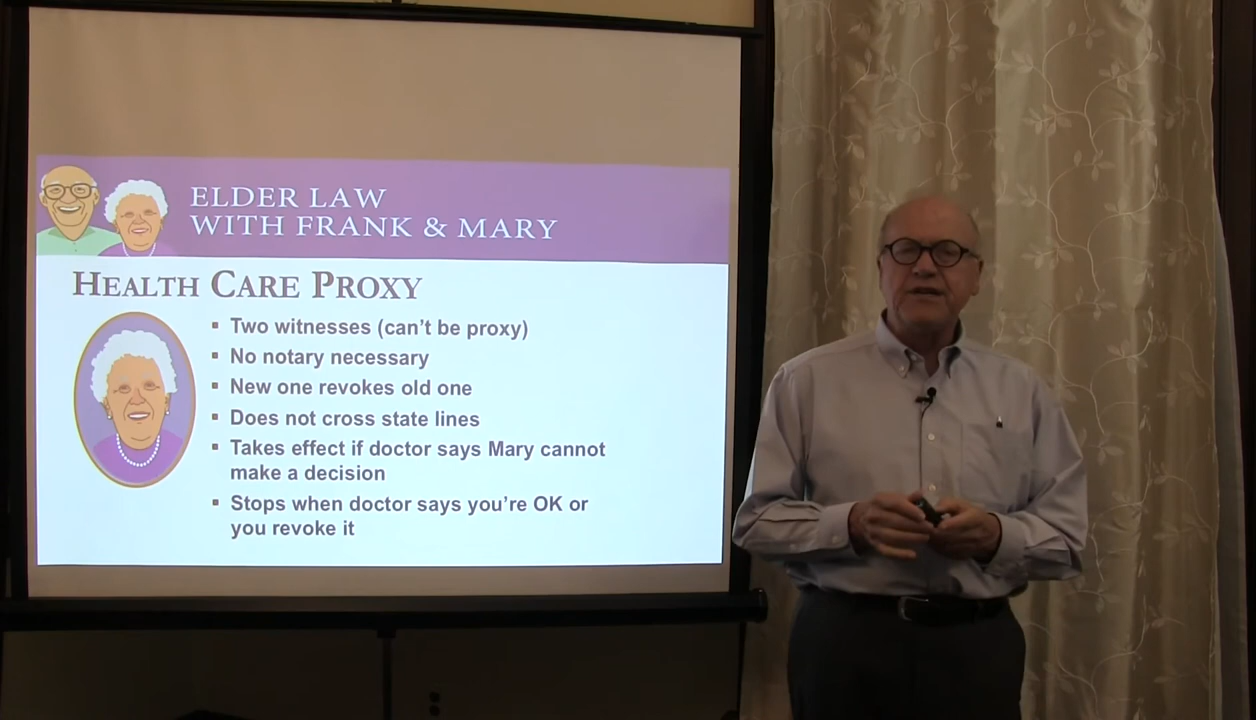 ELDER LAW
WITH FRANK & MARY
HEALTH CARE PROXY
▪ Two witnesses (can't be proxy)
▪ No notary necessary
▪ New one revokes old one
▪ Does not cross state lines
▪ Takes effect if doctor says Mary cannot
make a decision
▪ Stops when doctor says you're OK or
you revoke it